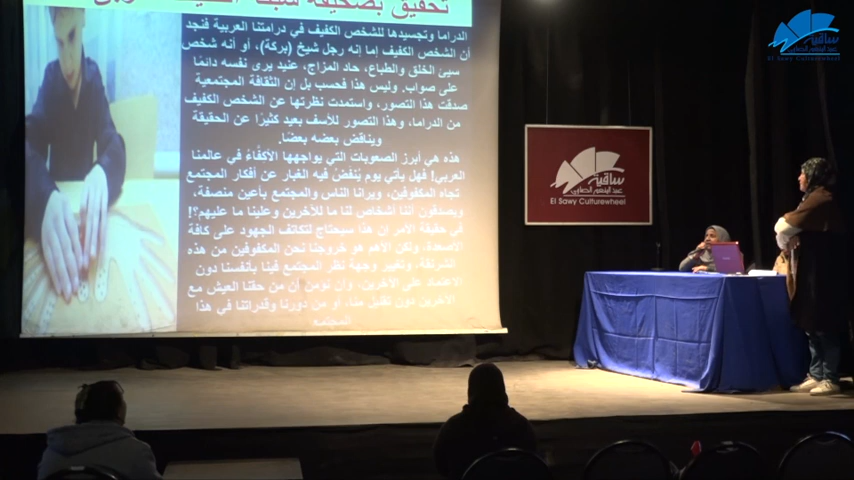 تحقيق بصحيفة
الدراما وتجسيدها للشخص الكفيف في درامتنا العربية فنجد
أن الشخص الكفيف إما إنه رجل شيخ (بركة)، أو أنه شخص
سيئ الخلق والطباع، حاد المزاج، عنيد يرى نفسه دائمًا
على صواب. وليس هذا فحسب بل إن الثقافة المجتمعية
صدقت هذا التصور، واستمدت نظرتها عن الشخص الكفيف
من الدراما، وهذا التصور للأسف بعيد كثيرًا عن الحقيقة
ويناقض بعضه بعضًا.
هذه هي أبرز الصعوبات التي يواجهها الأكفّاءُ في عالمنا
العربي! فهل يأتي يوم يُنفضُ فيه الغبار عن أفكار المجتمع
تجاه المكفوفين، ويرانا الناس والمجتمع بأعين منصفة،
ويصدقون أننا أشخاص لنا ما للآخرين وعلينا ما عليهم؟!
في حقيقة الأمر إن هذا سيحتاج لتكاتف الجهود على كافة
الأصعدة، ولكن الأهم هو خروجنا نحن المكفوفين من هذه
الشرنقة، وتغيير وجهة نظر المجتمع فينا بأنفسنا دون
الاعتماد على الآخرين، وأن نؤمن أن من حقنا العيش مع
الآخرين دون تقليل منا، أو من دورنا وقدراتنا في هذا
المجتمع
ساقية
عبد المنعم الصاوي
El Sawy Culturewheel
ساقية
عبد المنعم الصاوي
El Sawy Culturewheel